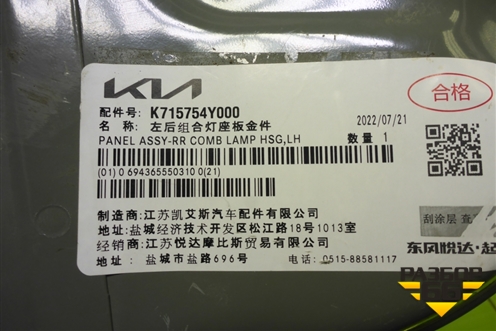 KIA
合格
配件号: K715754Y000
名 称: 左后组合灯座板金件
2022/07/21
PANEL ASSY-RR COMB LAMP HSG,LH
数量 1
(01) 0 694365550310 0(21)
制造商:江苏凯艾斯汽车配件有限公司
地址:盐城经济技术开发区松江路18号1013室
经销商:江苏悦达摩比斯贸易有限公司
地址: 盐城市盐路696号
电话: 0515-88581117
刮涂层 查
东风悦达·起